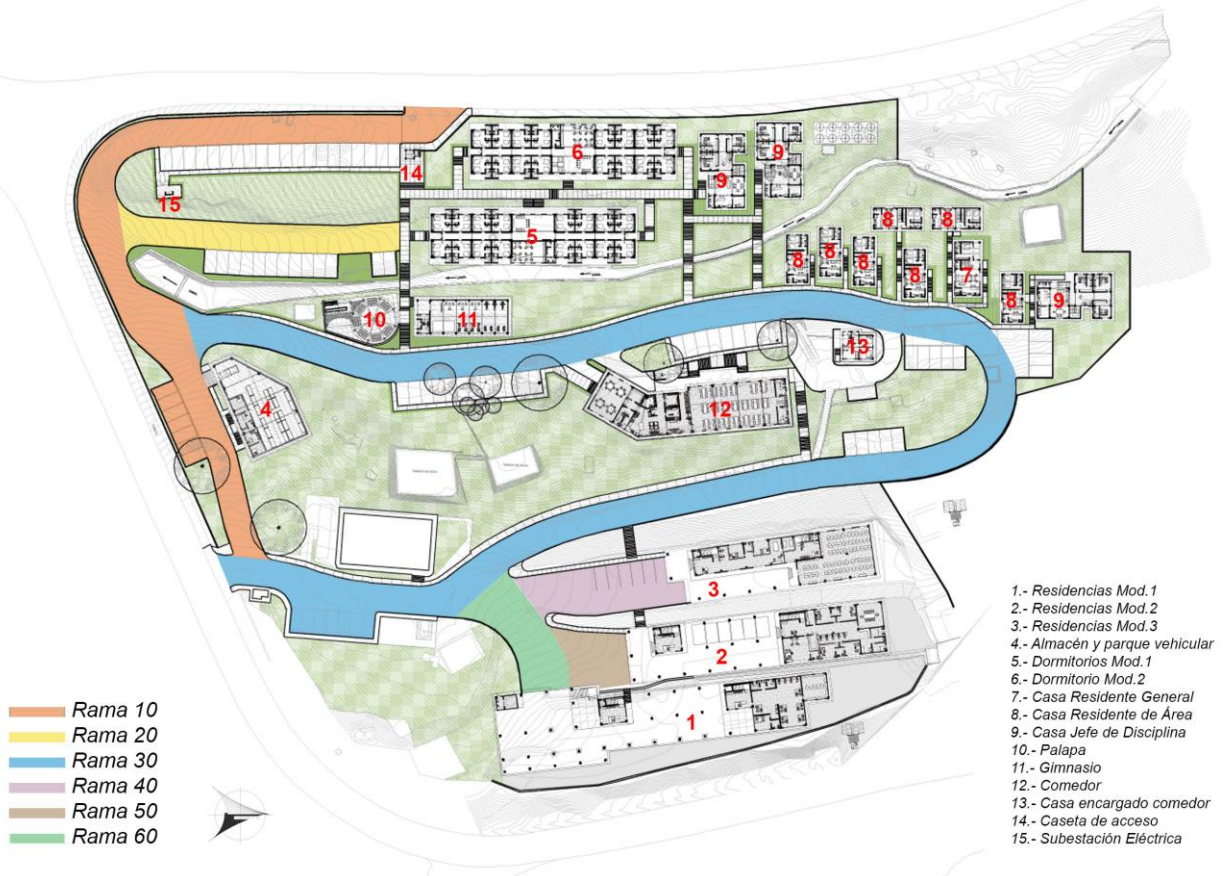 6
9
9
14
15
5
8
8
8
8
8
8
7
8
9
10
11
13
4
12
3
2
1
Rama 10
Rama 20
Rama 30
Rama 40
Rama 50
Rama 60
1.- Residencias Mod.1
2.- Residencias Mod.2
3.- Residencias Mod.3
4.- Almacén y parque vehicular
5.- Dormitorios Mod.1
6.- Dormitorio Mod.2
7.- Casa Residente General
8.- Casa Residente de Área
9.- Casa Jefe de Disciplina
10.- Palapa
11.- Gimnasio
12.- Comedor
13.- Casa encargado comedor
14.- Caseta de acceso
15.- Subestación Eléctrica